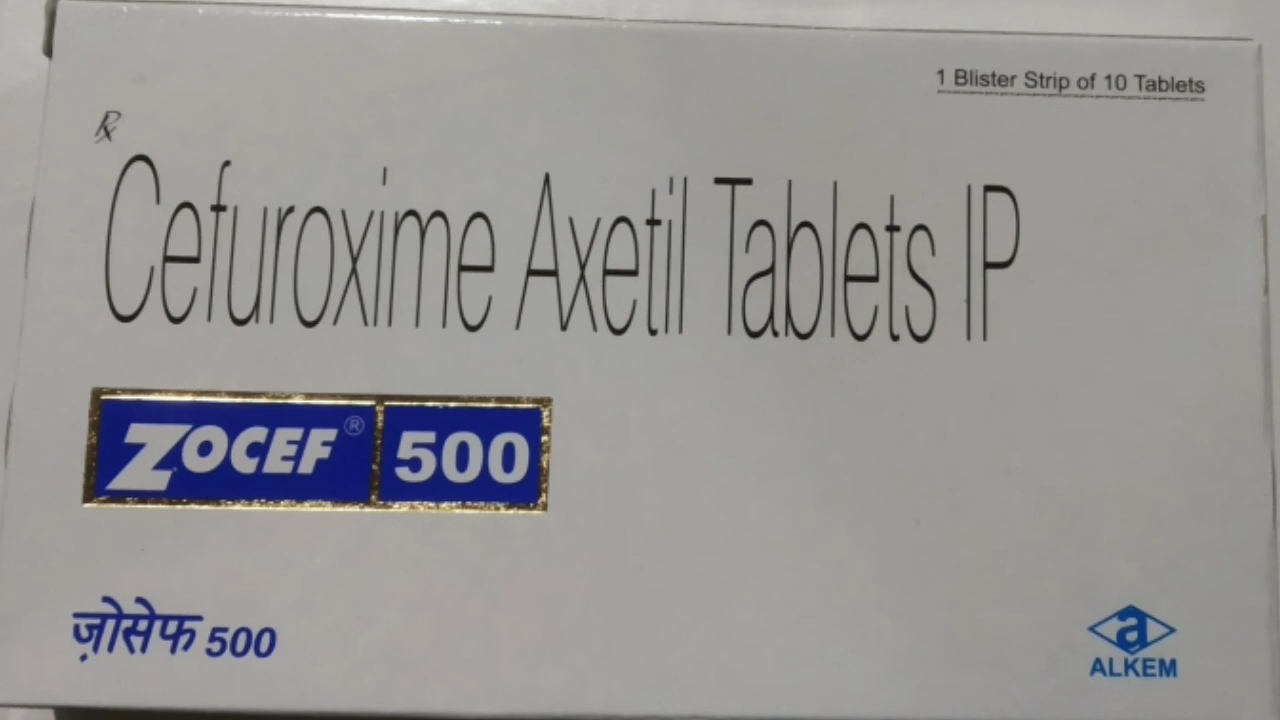 1 Blister Strip of 10 Tablets
Rx
Cefuroxime Axetil Tablets IP
ZOCEF® 500
ज़ोसेफ 500
a
ALKEM